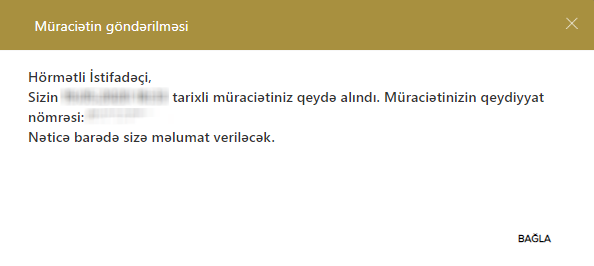 Müraciətin göndərilməsi
Hörmətli İstifadəçi,
Sizin tarixli müraciətiniz qeydə alındı. Müraciətinizin qeydiyyat
nömrəsi:
Nəticə barədə sizə məlumat veriləcək.
BAĞLA